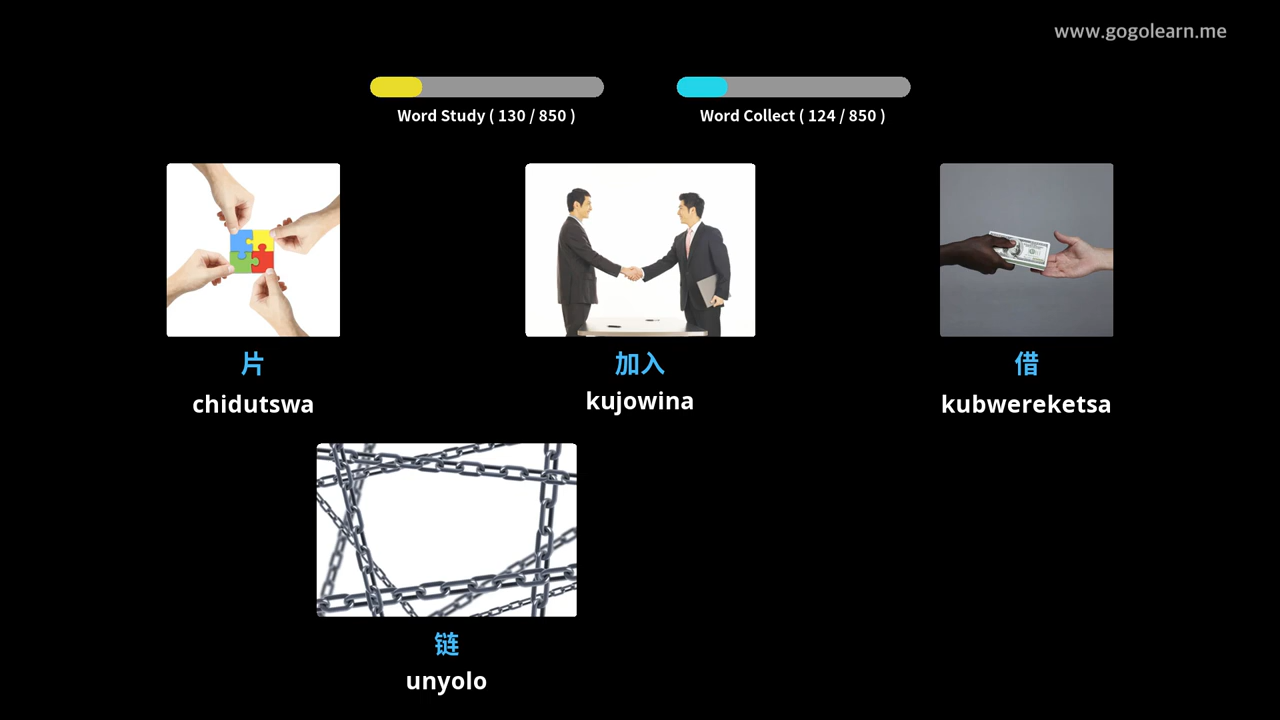 www.gogolearn.me
Word Study ( 130 / 850 )
Word Collect ( 124 / 850 )
片
chidutswa
加入
kujowina
借
kubwereketsa
链
unyolo